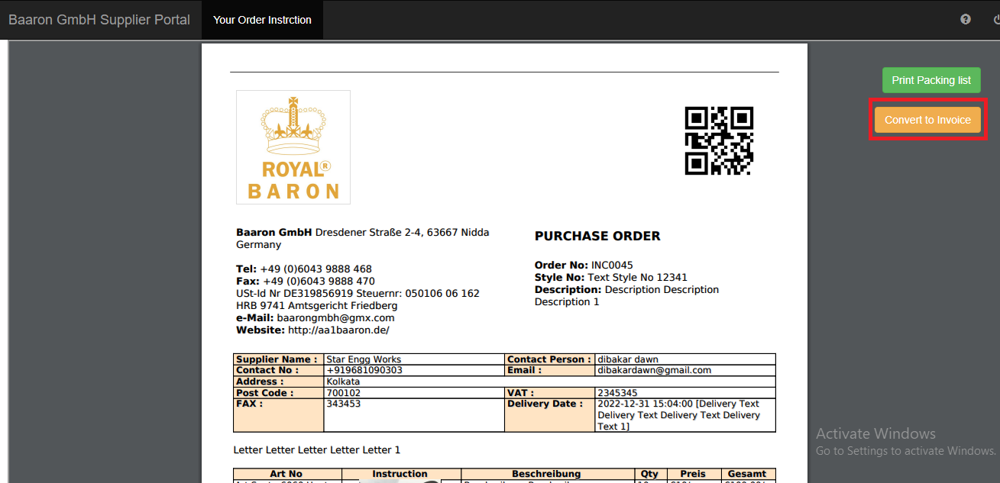 Baaron GmbH Supplier Portal
Your Order Instrction
Print Packing list
Convert to Invoice
ROYAL®
BARON
Baaron GmbH Dresdener Straße 2-4, 63667 Nidda
Germany
Tel: +49 (0)6043 9888 468
Fax: +49 (0)6043 9888 470
USt-Id Nr DE319856919 Steuernr: 050106 06 162
HRB 9741 Amtsgericht Friedberg
e-Mail: baarongmbh@gmx.com
Website: http://aa1baaron.de/
PURCHASE ORDER
Order No: INC0045
Style No: Text Style No 12341
Description: Description Description
Description 1
Supplier Name : Star Engg Works Contact Person : dibakar dawn
Contact No : +919681090303 Email : dibakardawn@gmail.com
Address : Kolkata
Post Code : 700102 VAT : 2345345
FAX : 343453 Delivery Date : 2022-12-31 15:04:00 [Delivery Text
Delivery Text Delivery Text Delivery
Text 1]
Letter Letter Letter Letter Letter 1
Art No Instruction Beschreibung Qty Preis Gesamt
Activate Windows
Go to Settings to activate Windows.